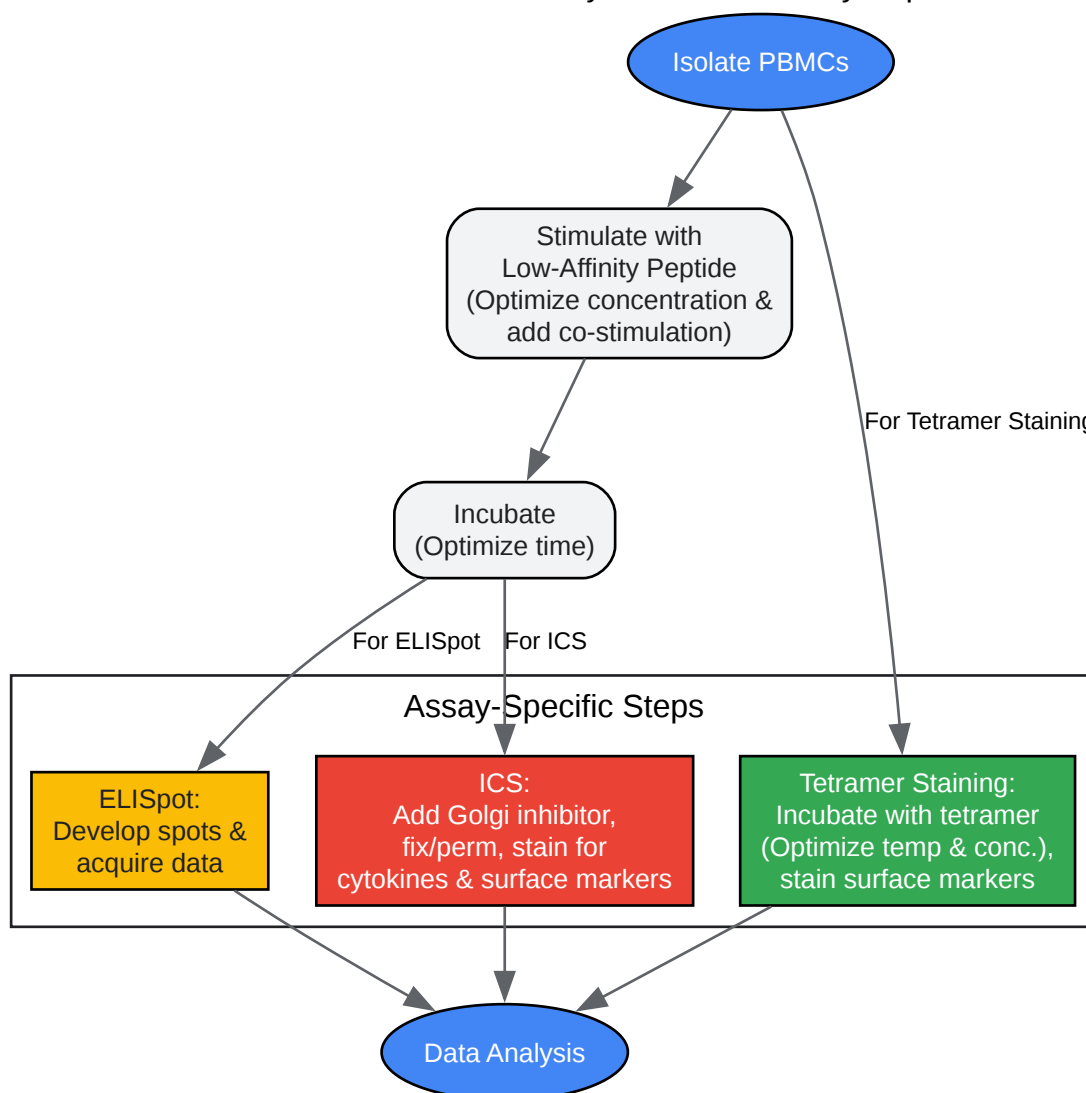 Isolate PBMCs
Stimulate with
Low-Affinity Peptide
(Optimize concentration &
add co-stimulation)
For Tetramer Staining
Incubate
(Optimize time)
For ELISpot
For ICS
Assay-Specific Steps
ELISpot:
Develop spots &
acquire data
ICS:
Add Golgi inhibitor,
fix/perm, stain for
cytokines & surface markers
Tetramer Staining:
Incubate with tetramer
(Optimize temp & conc.),
stain surface markers
Data Analysis